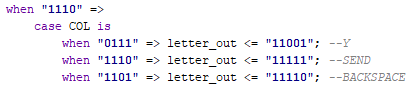 when "1110" =>
case COL is
when "0111" => letter_out <= "11001"; --Y
when "1110" => letter_out <= "11111"; --SEND
when "1101" => letter_out <= "11110"; --BACKSPACE